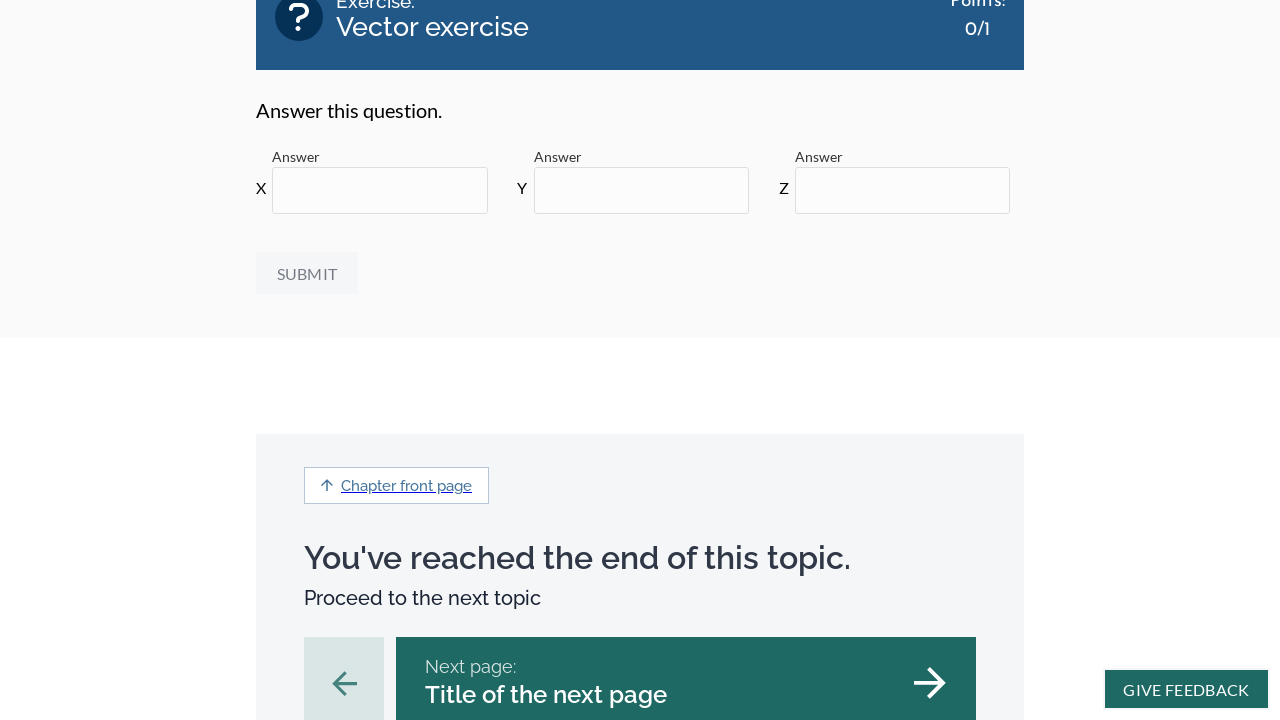 Exercise:
Points:
Vector exercise
0/1
Answer this question.
Answer Answer Answer
X Y Z
SUBMIT
Chapter front page
You've reached the end of this topic.
Proceed to the next topic
Next page:
Title of the next page
GIVE FEEDBACK